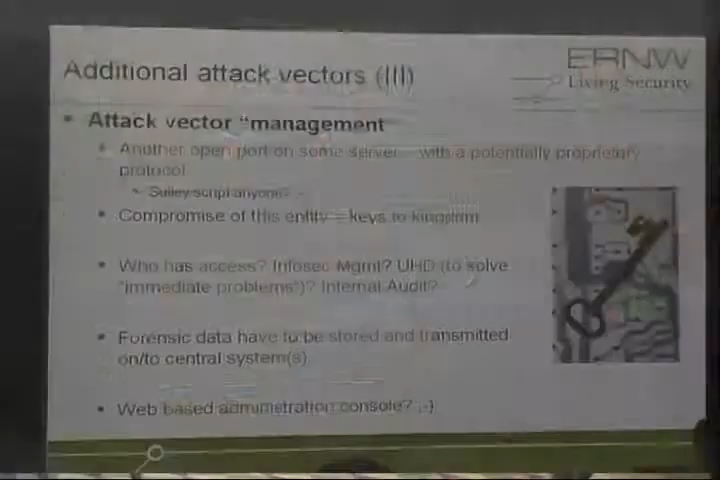 ERNW
Living Security
Additional attack vectors (III)
Attack vector "management
Another open port on some server with a potentially proprietary
protocol
Sulley script anyone?
Compromise of this entity = keys to kingdom
Who has access? Infosec Mgmt? UHD (to solve
"immediate problems")? Internal Audit?
Forensic data have to be stored and transmitted
on/to central system(s)
Web based administration console? ;-)